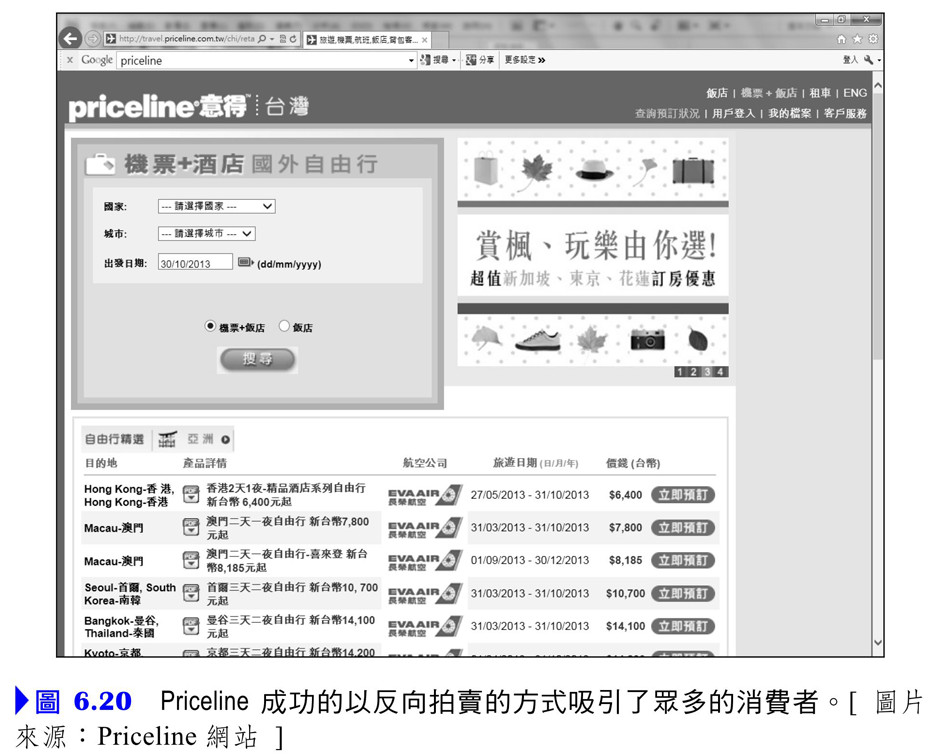 http://travel.priceline.com.tw/chi/reta
旅遊,機票,航班,飯店,背包客...
Google priceline 搜尋 分享 更多設定 » 登入
飯店 | 機票 + 飯店 | 租車 | ENG
priceline 意得™ 台灣
查詢預訂狀況 | 用戶登入 | 我的檔案 | 客戶服務
機票+酒店 國外自由行
國家: --- 請選擇國家 ---
城市: --- 請選擇城市 ---
出發日期: 30/10/2013 (dd/mm/yyyy)
機票+飯店 飯店
搜尋
賞楓、玩樂由你選!
超值新加坡、東京、花蓮訂房優惠
1 2 3 4
自由行精選 亞洲
目的地 產品詳情 航空公司 旅遊日期 (日/月/年) 價錢 (台幣)
Hong Kong-香港, 香港2天1夜-精品酒店系列自由行 EVA AIR 27/05/2013 - 31/10/2013 $6,400 立即預訂
Hong Kong-香港 新台幣 6,400元起 長榮航空
Macau-澳門 澳門二天一夜自由行 新台幣7,800 EVA AIR 31/03/2013 - 31/10/2013 $7,800 立即預訂
元起 長榮航空
Macau-澳門 澳門二天一夜自由行-喜來登 新台 EVA AIR 01/09/2013 - 30/12/2013 $8,185 立即預訂
幣8,185元起 長榮航空
Seoul-首爾, South 首爾三天二夜自由行 新台幣10,700 EVA AIR 31/03/2013 - 31/10/2013 $10,700 立即預訂
Korea-南韓 元起 長榮航空
Bangkok-曼谷, 曼谷三天二夜自由行 新台幣14,100 EVA AIR 31/03/2013 - 31/10/2013 $14,100 立即預訂
Thailand-泰國 元起 長榮航空
Kyoto-京都, 京都三天二夜自由行 新台幣14,200
圖 6.20 Priceline 成功的以反向拍賣的方式吸引了眾多的消費者。[ 圖片
來源：Priceline 網站 ]